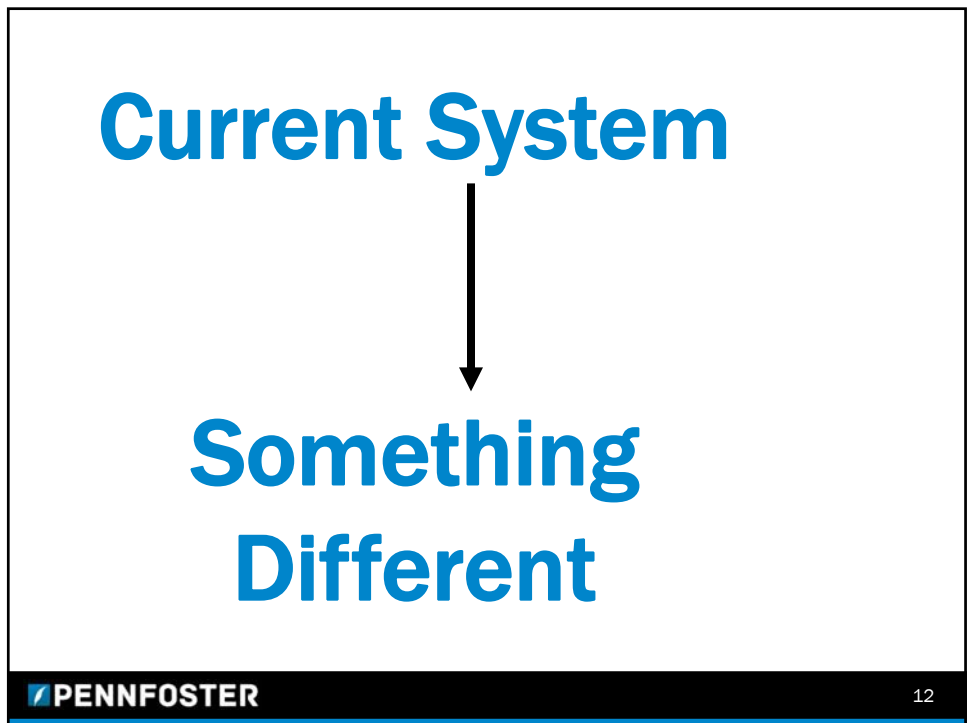 Current System
Something
Different
PENNFOSTER
12